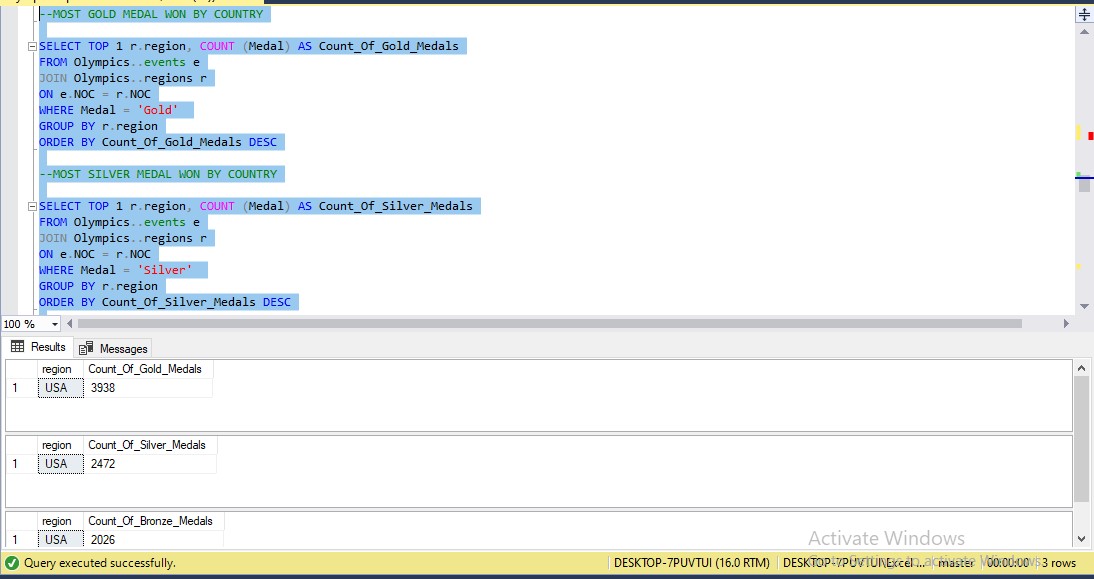 --MOST GOLD MEDAL WON BY COUNTRY
SELECT TOP 1 r.region, COUNT (Medal) AS Count_Of_Gold_Medals
FROM Olympics..events e
JOIN Olympics..regions r
ON e.NOC = r.NOC
WHERE Medal = 'Gold'
GROUP BY r.region
ORDER BY Count_Of_Gold_Medals DESC
--MOST SILVER MEDAL WON BY COUNTRY
SELECT TOP 1 r.region, COUNT (Medal) AS Count_Of_Silver_Medals
FROM Olympics..events e
JOIN Olympics..regions r
ON e.NOC = r.NOC
WHERE Medal = 'Silver'
GROUP BY r.region
ORDER BY Count_Of_Silver_Medals DESC
100 %
Results Messages
region Count_Of_Gold_Medals
1 USA 3938
region Count_Of_Silver_Medals
1 USA 2472
region Count_Of_Bronze_Medals
1 USA 2026
Activate Windows
Go to Settings to activate Windows.
Query executed successfully. DESKTOP-7PUVTUI (16.0 RTM) DESKTOP-7PUVTUI\Excel... master 00:00:00 3 rows